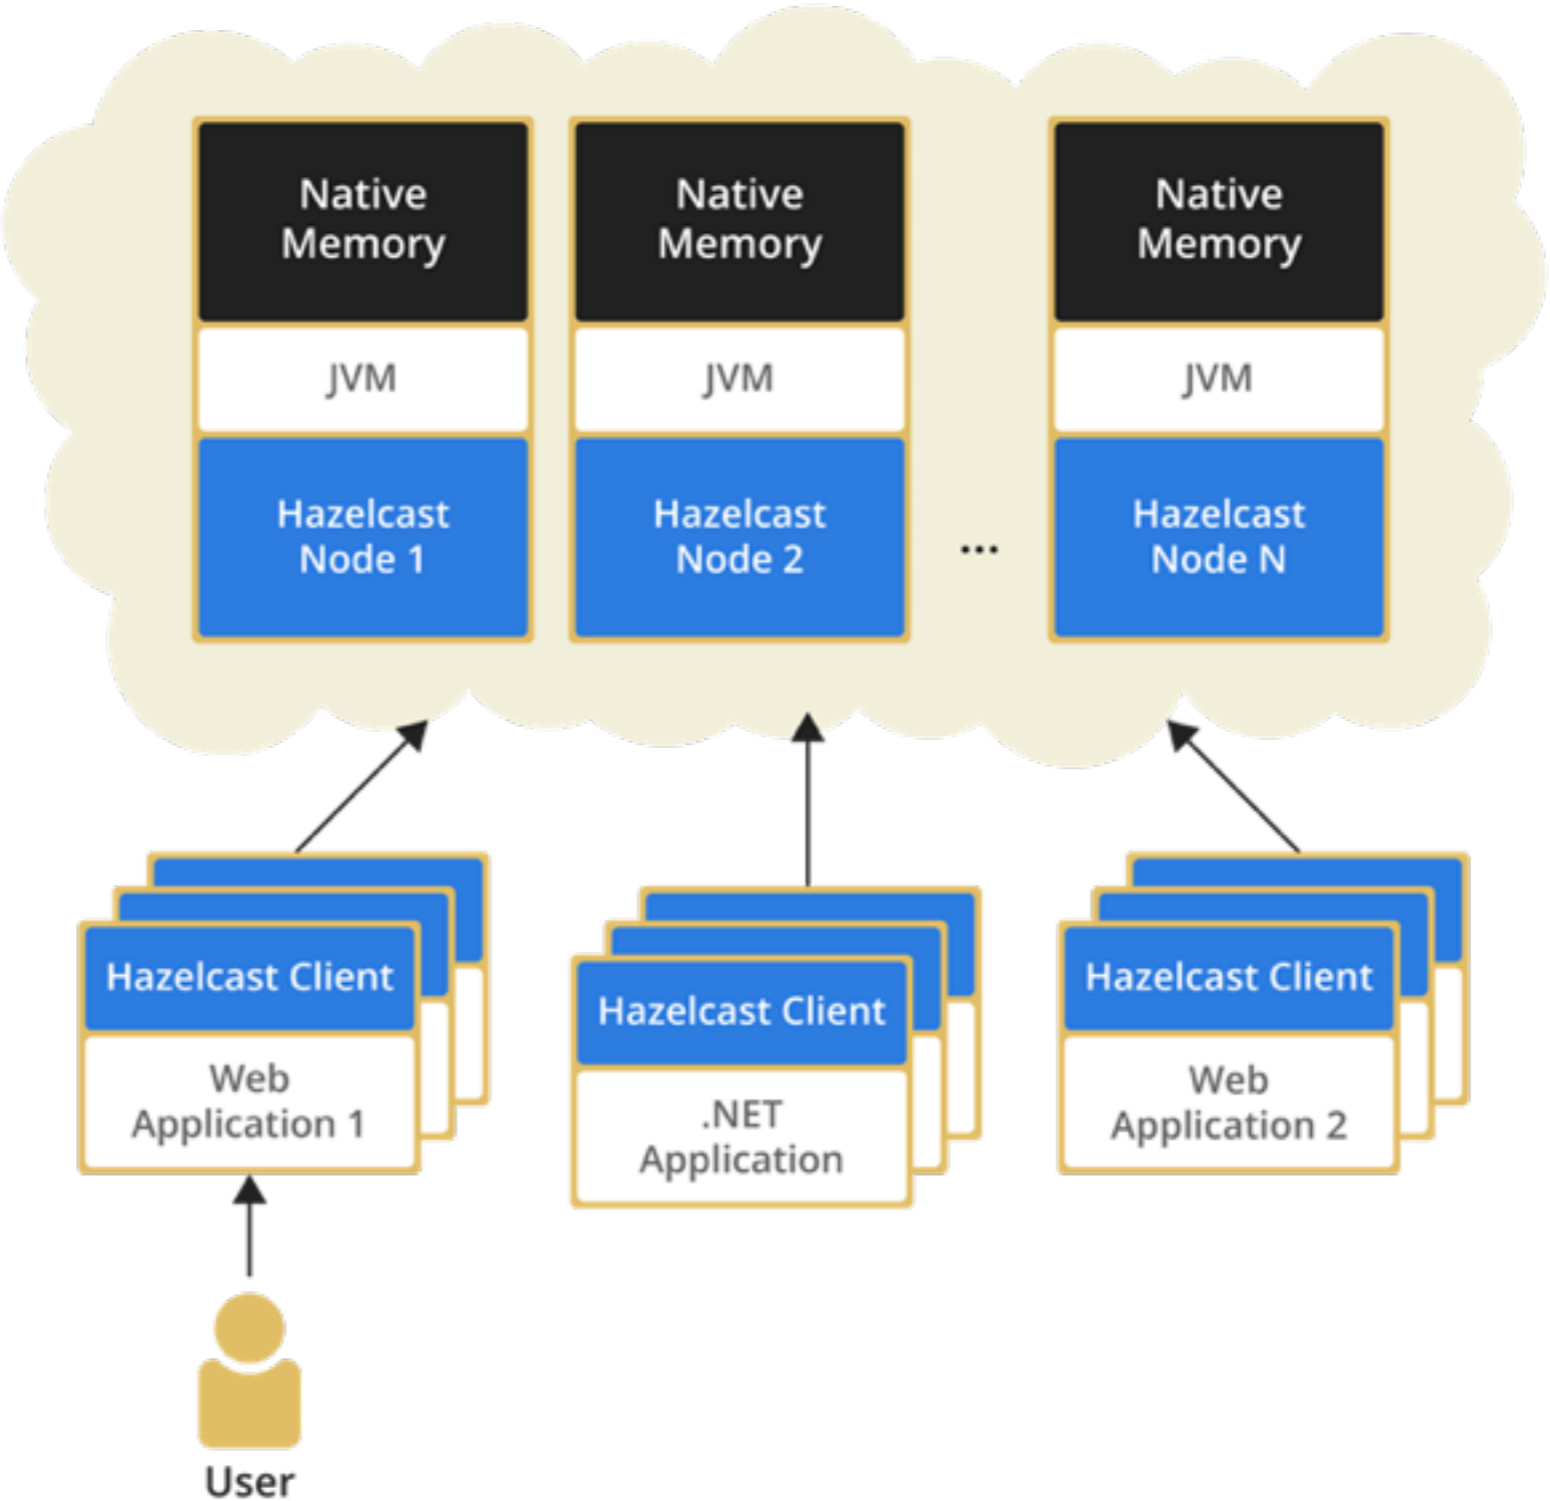 Native
Memory
JVM
Hazelcast
Node 1
Native
Memory
JVM
Hazelcast
Node 2
...
Native
Memory
JVM
Hazelcast
Node N
Hazelcast Client
Web
Application 1
Hazelcast Client
.NET
Application
Hazelcast Client
Web
Application 2
User